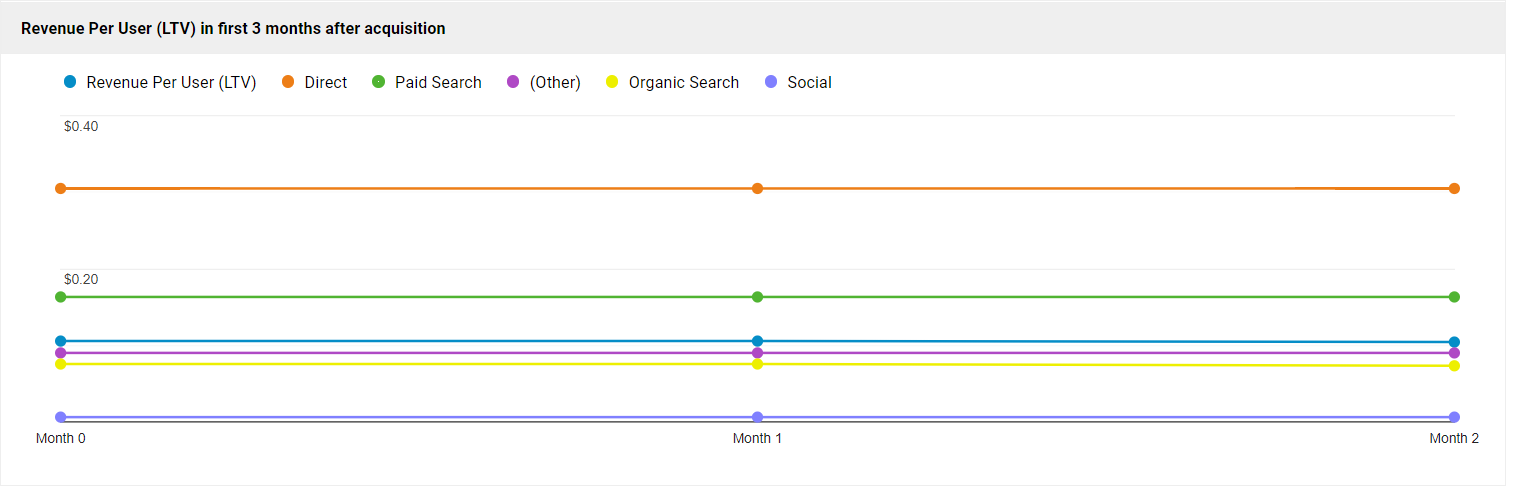 Revenue Per User (LTV) in first 3 months after acquisition
Revenue Per User (LTV) Direct Paid Search (Other) Organic Search Social
$0.40
$0.20
Month 0 Month 1 Month 2